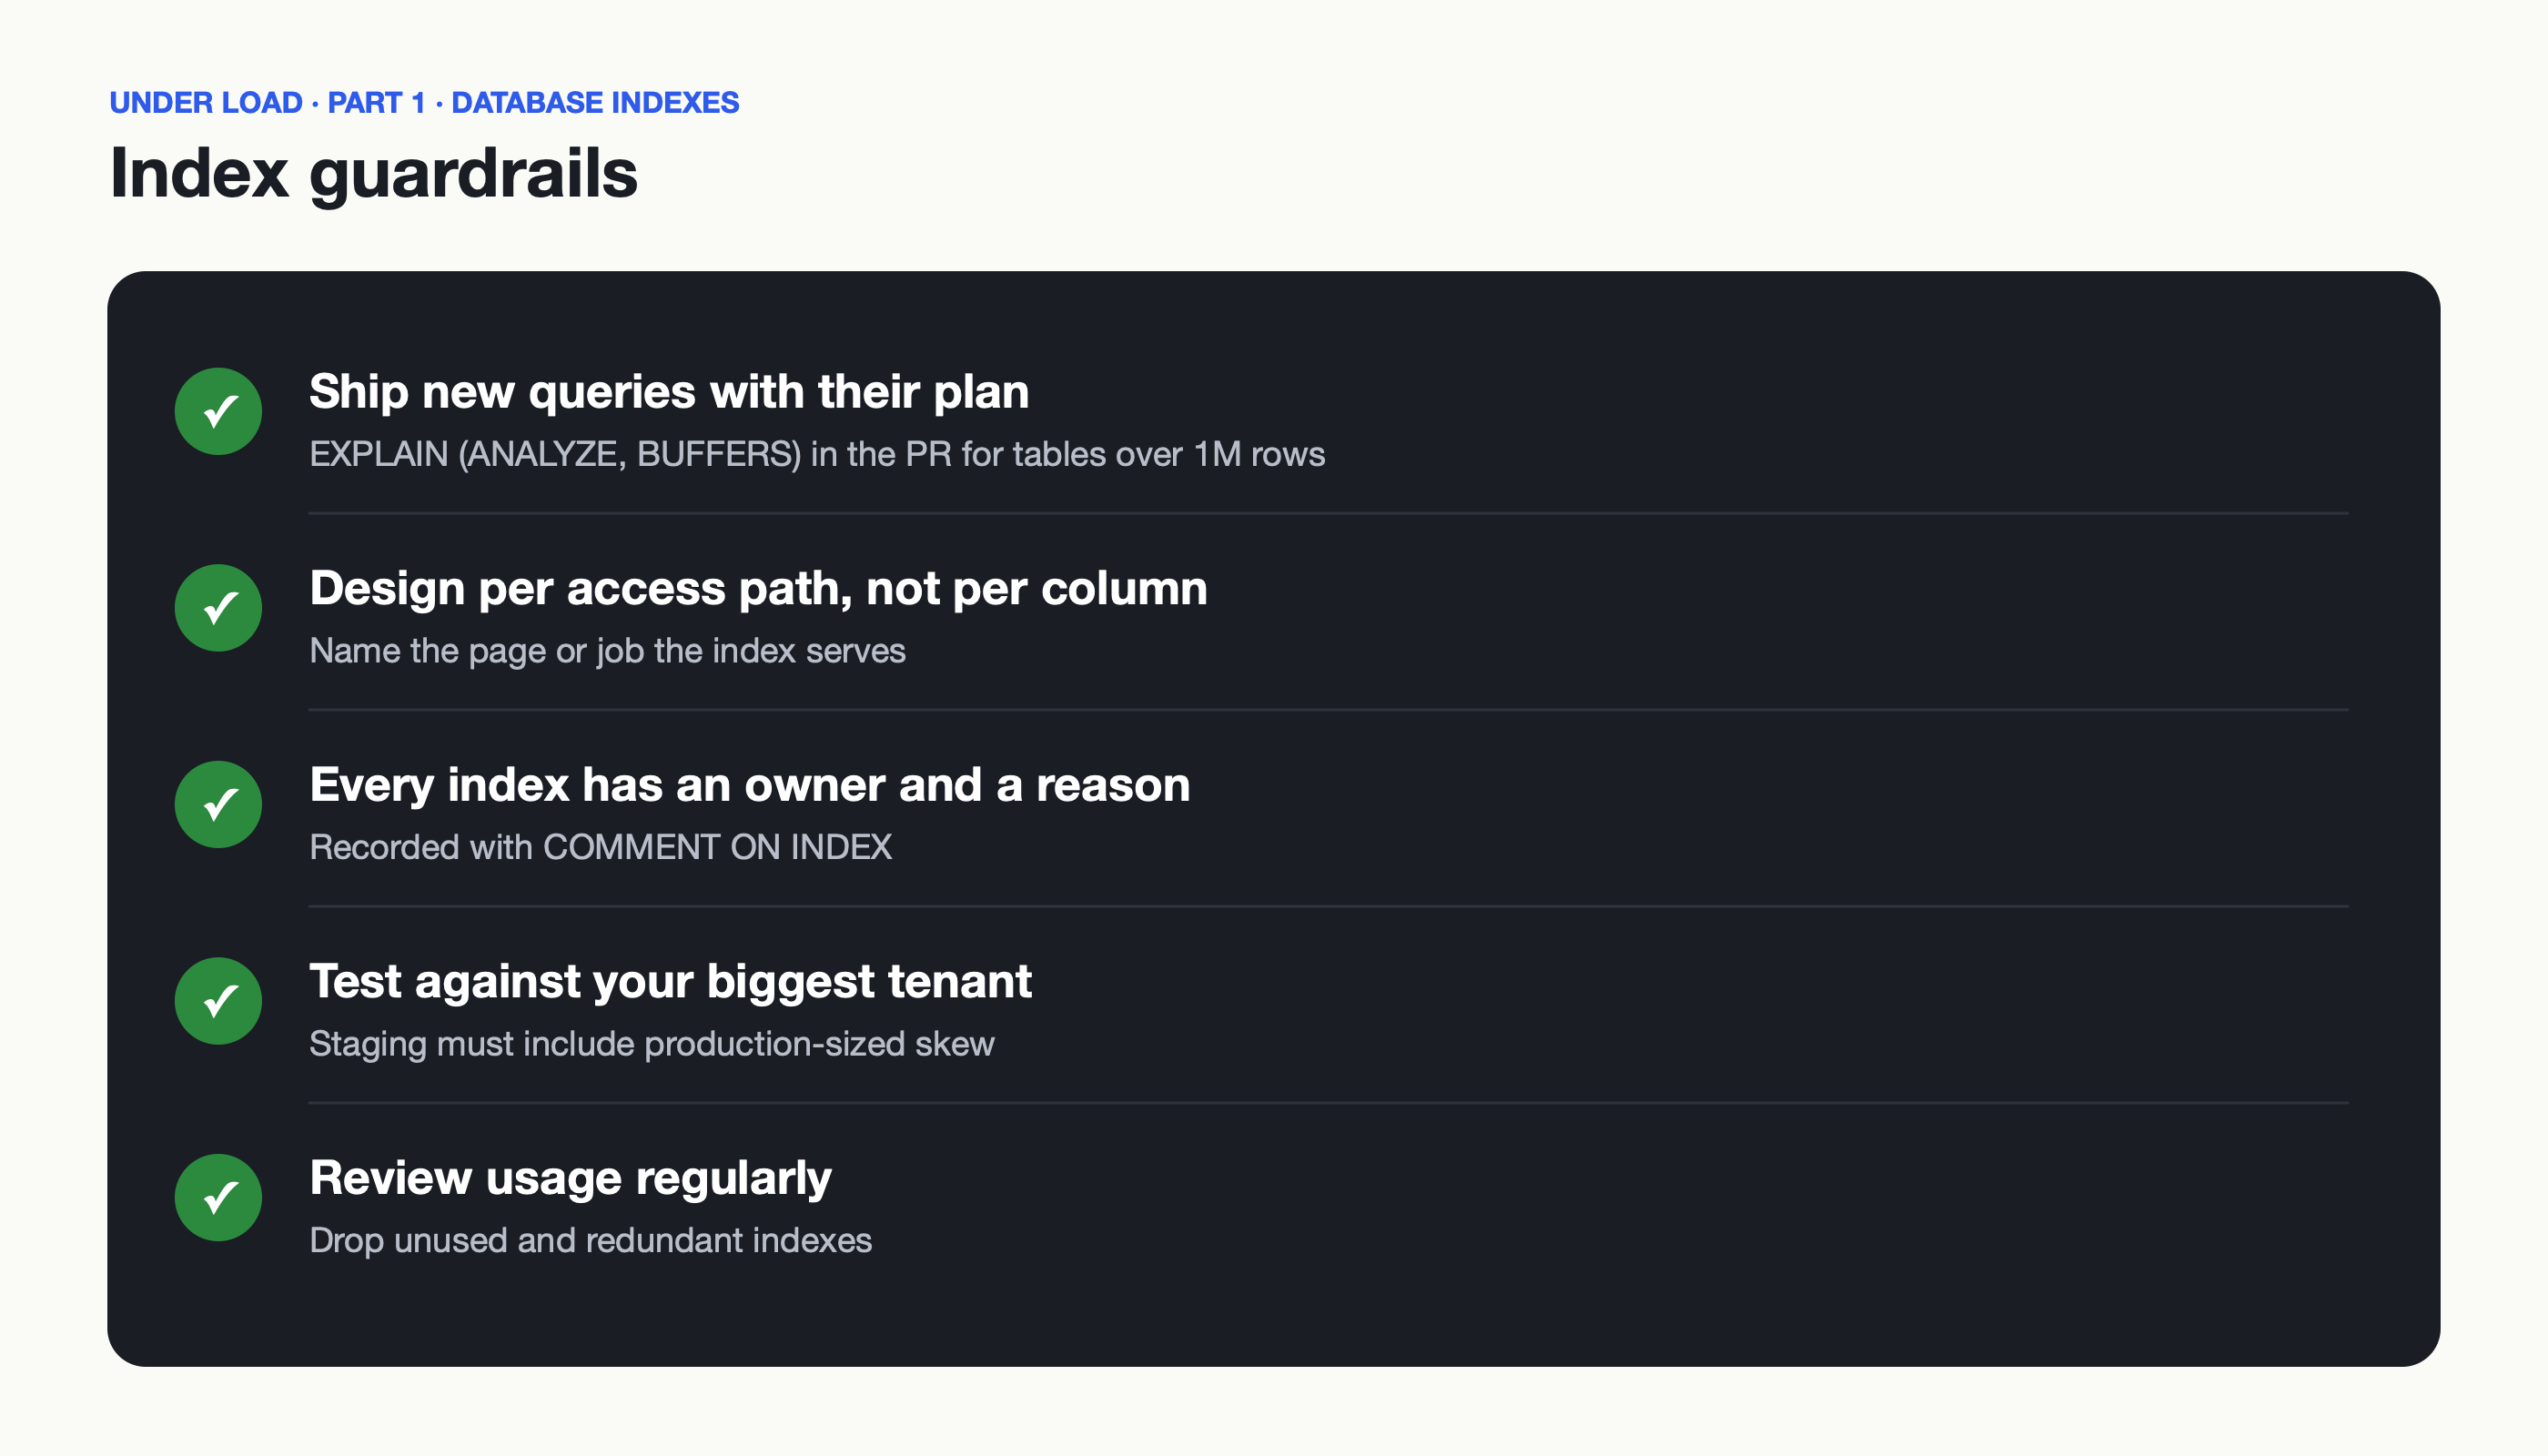 UNDER LOAD · PART 1 · DATABASE INDEXES
Index guardrails
Ship new queries with their plan
EXPLAIN (ANALYZE, BUFFERS) in the PR for tables over 1M rows
Design per access path, not per column
Name the page or job the index serves
Every index has an owner and a reason
Recorded with COMMENT ON INDEX
Test against your biggest tenant
Staging must include production-sized skew
Review usage regularly
Drop unused and redundant indexes